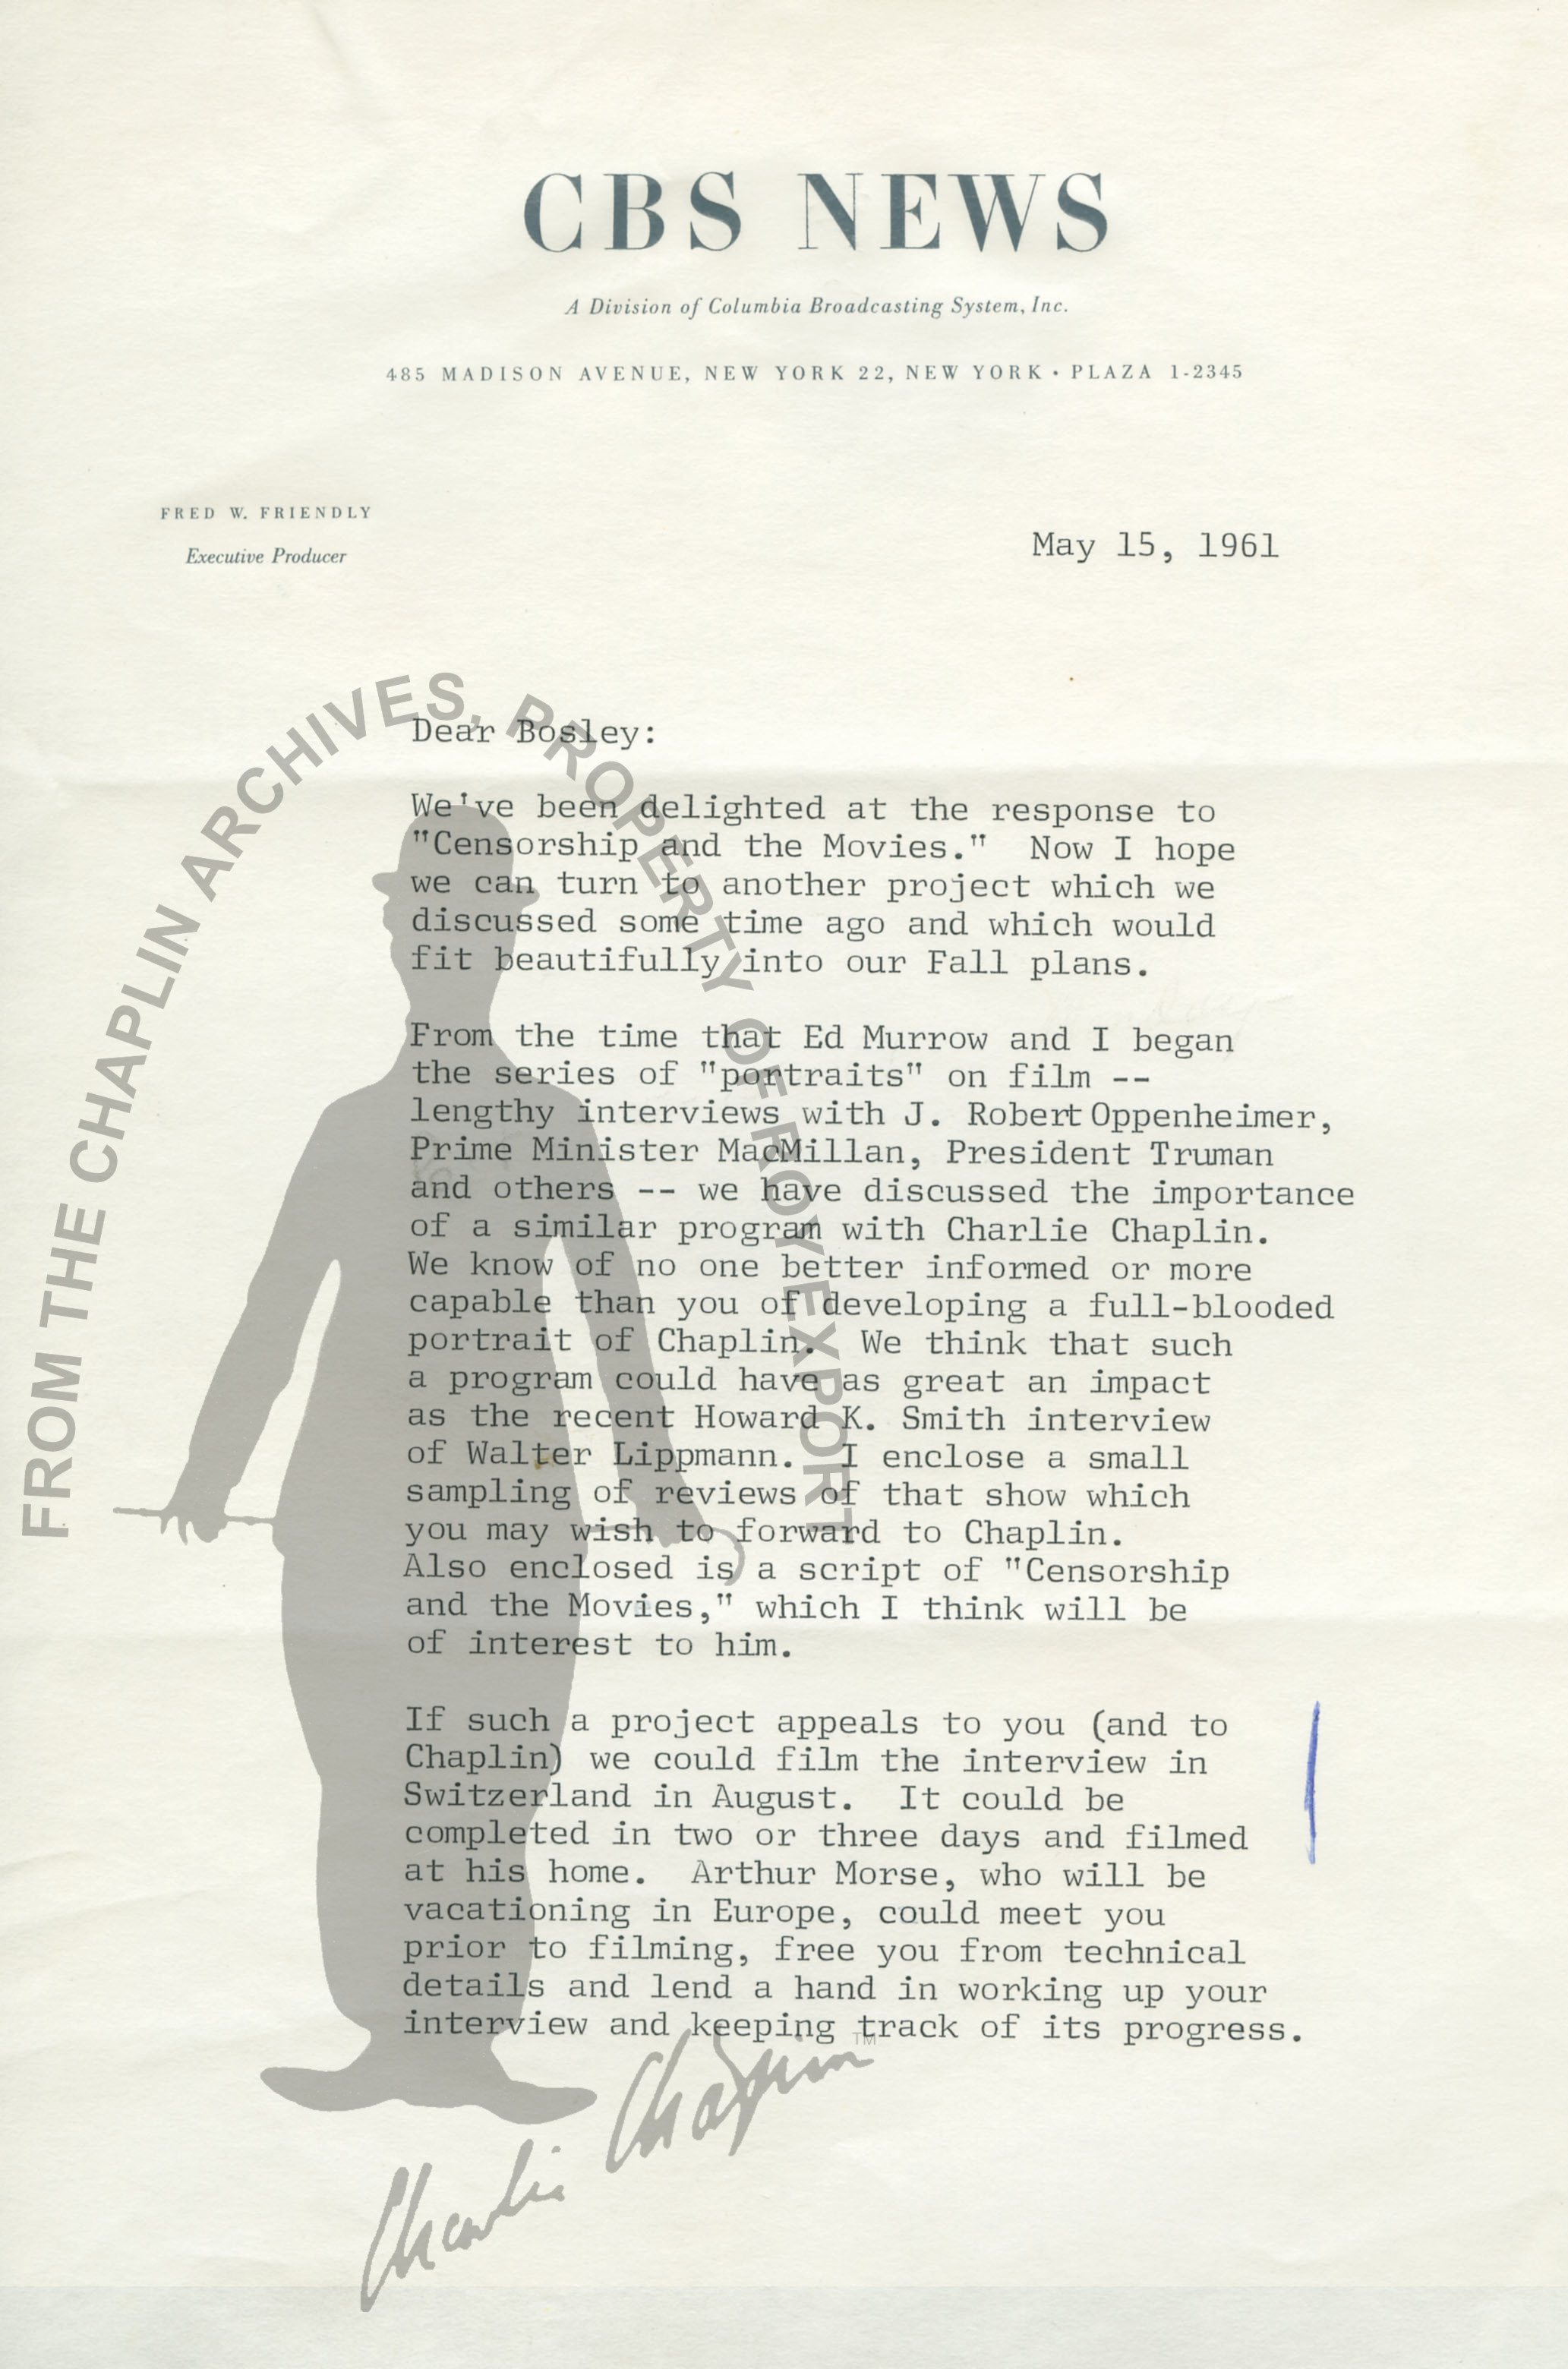 CBS NEWS
A Division of Columbia Broadcasting System, Inc.
485 MADISON AVENUE, NEW YORK 22, NEW YORK • PLAZA 1-2345
FRED W. FRIENDLY
Executive Producer
May 15, 1961
FROM THE CHAPLIN ARCHIVES, PROPERTY OF ROY EXPORT
Dear Bosley:
We've been delighted at the response to
"Censorship and the Movies." Now I hope
we can turn to another project which we
discussed some time ago and which would
fit beautifully into our Fall plans.
From the time that Ed Murrow and I began
the series of "portraits" on film --
lengthy interviews with J. Robert Oppenheimer,
Prime Minister MacMillan, President Truman
and others -- we have discussed the importance
of a similar program with Charlie Chaplin.
We know of no one better informed or more
capable than you of developing a full-blooded
portrait of Chaplin. We think that such
a program could have as great an impact
as the recent Howard K. Smith interview
of Walter Lippmann. I enclose a small
sampling of reviews of that show which
you may wish to forward to Chaplin.
Also enclosed is a script of "Censorship
and the Movies," which I think will be
of interest to him.
If such a project appeals to you (and to
Chaplin) we could film the interview in
Switzerland in August. It could be
completed in two or three days and filmed
at his home. Arthur Morse, who will be
vacationing in Europe, could meet you
prior to filming, free you from technical
details and lend a hand in working up your
interview and keeping track of its progress.
Charlie Chaplin TM